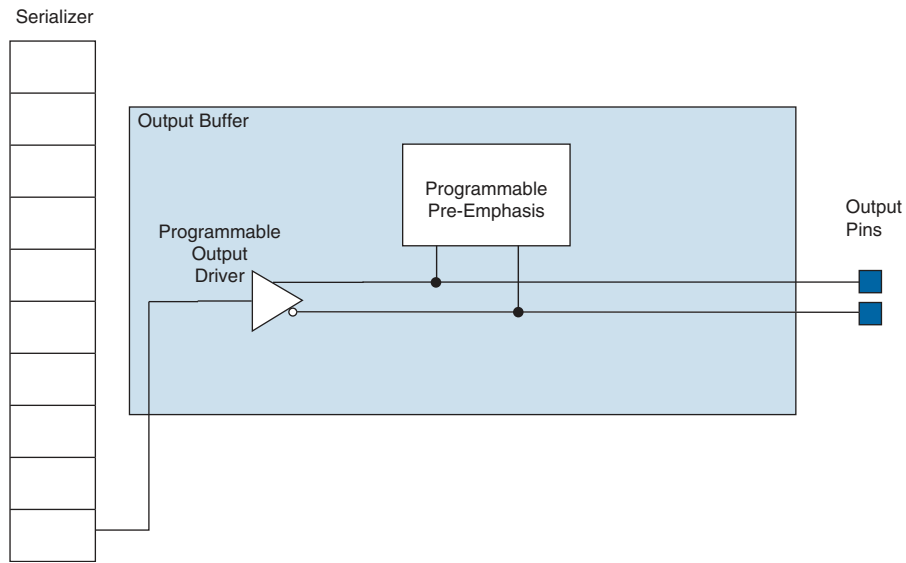 Serializer
Output Buffer
Programmable
Pre-Emphasis
Programmable
Output
Driver
Output
Pins